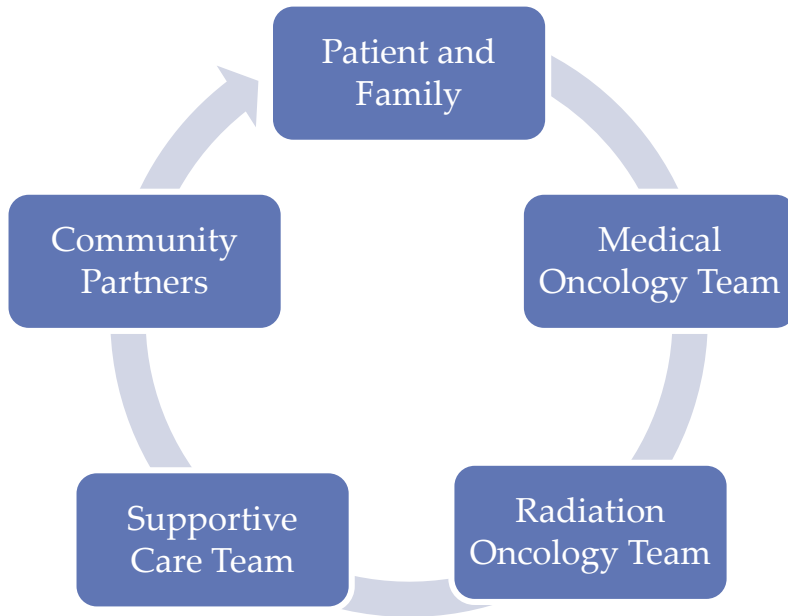 Patient and
Family
Medical
Oncology Team
Radiation
Oncology Team
Supportive
Care Team
Community
Partners